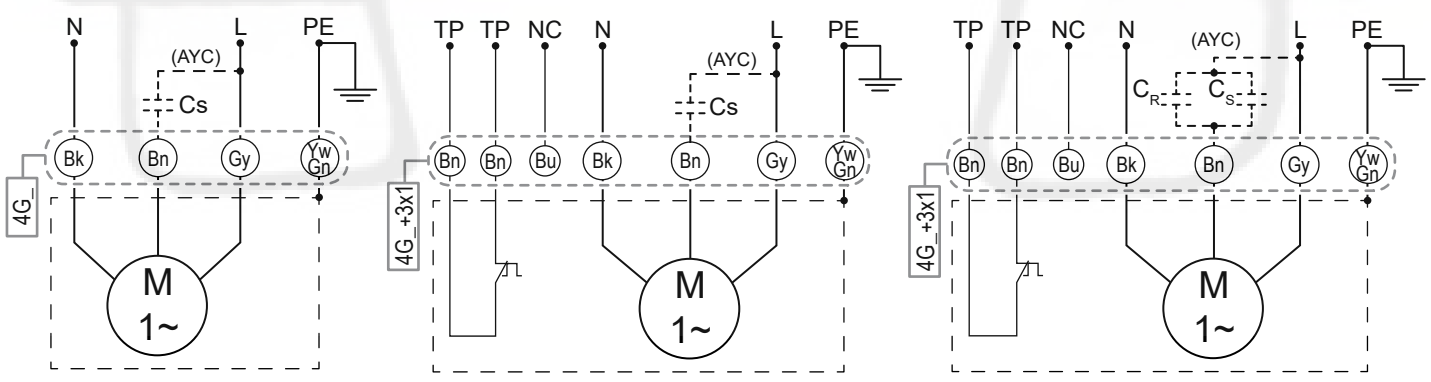 N L PE
(AYC)
Cs
Bk Bn Gy Yw Gn
4G_
M
1~
TP TP NC N L PE
(AYC)
Cs
Bn Bn Bu Bk Bn Gy Yw Gn
4G_+3x1
M
1~
TP TP NC N L PE
(AYC)
CR CS
Bn Bn Bu Bk Bn Gy Yw Gn
4G_+3x1
M
1~